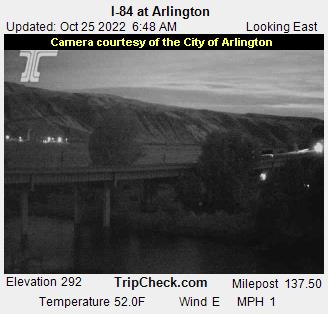 I-84 at Arlington
Updated: Oct 25 2022 6:48 AM Looking East
Camera courtesy of the City of Arlington
Elevation 292 TripCheck.com Milepost 137.50
Temperature 52.0F Wind E MPH 1